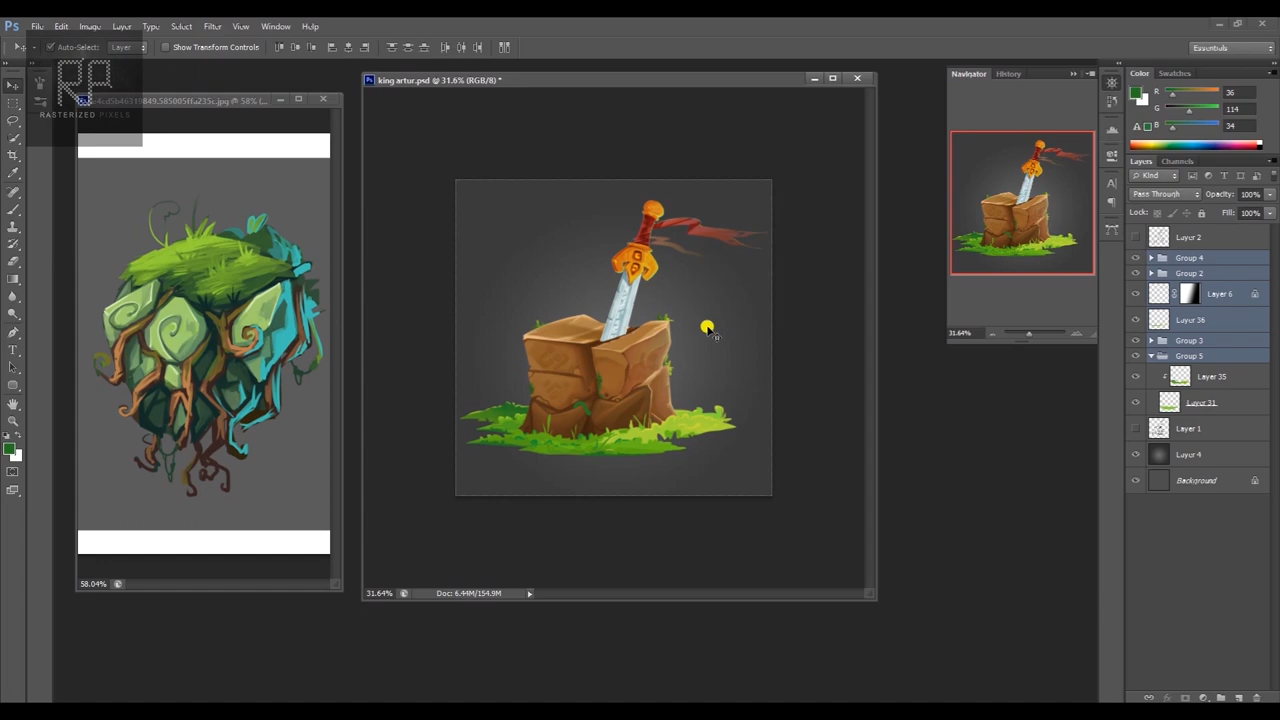 Ps File Edit Image Layer Type Select Filter View Window Help
Auto-Select: Layer Show Transform Controls Essentials
RP
RASTERIZED PIXELS
king artur.psd @ 31.6% (RGB/8) *
.jpg @ 58% (...
Navigator History
31.64%
Color Swatches
R 36
G 114
B 34
Layers Channels
Kind
Pass Through Opacity: 100%
Lock: Fill: 100%
Layer 2
Group 4
Group 2
Layer 6
Layer 36
Group 3
Group 5
Layer 35
Layer 31
Layer 1
Layer 4
Background
58.04%
31.64% Doc: 6.44M/154.9M